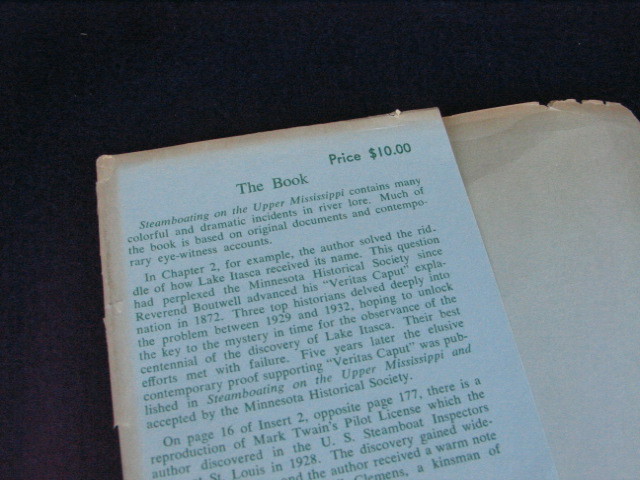 Price $10.00
The Book
Steamboating on the Upper Mississippi contains many
colorful and dramatic incidents in river lore. Much of
the book is based on original documents and contempo-
rary eye-witness accounts.
In Chapter 2, for example, the author solved the rid-
dle of how Lake Itasca received its name. This question
had perplexed the Minnesota Historical Society since
Reverend Boutwell advanced his "Veritas Caput" expla-
nation in 1872. Three top historians delved deeply into
the problem between 1929 and 1932, hoping to unlock
the key to the mystery in time for the observance of the
centennial of the discovery of Lake Itasca. Their best
efforts met with failure. Five years later the elusive
contemporary proof supporting "Veritas Caput" was pub-
lished in Steamboating on the Upper Mississippi and
accepted by the Minnesota Historical Society.
On page 16 of Insert 2, opposite page 177, there is a
reproduction of Mark Twain's Pilot License which the
author discovered in the U. S. Steamboat Inspectors
St. Louis in 1928. The discovery gained wide-
and the author received a warm note
Clemens, a kinsman of